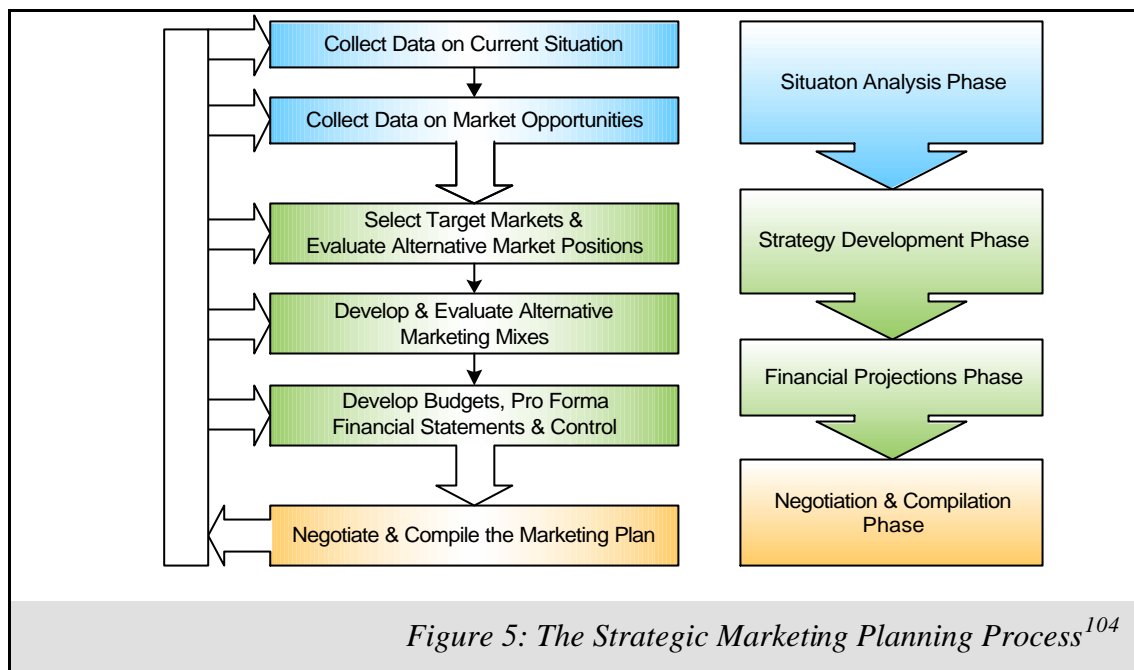 Collect Data on Current Situation
Collect Data on Market Opportunities
Select Target Markets &
Evaluate Alternative Market Positions
Develop & Evaluate Alternative
Marketing Mixes
Develop Budgets, Pro Forma
Financial Statements & Control
Negotiate & Compile the Marketing Plan
Situaton Analysis Phase
Strategy Development Phase
Financial Projections Phase
Negotiation & Compilation
Phase
Figure 5: The Strategic Marketing Planning Process104